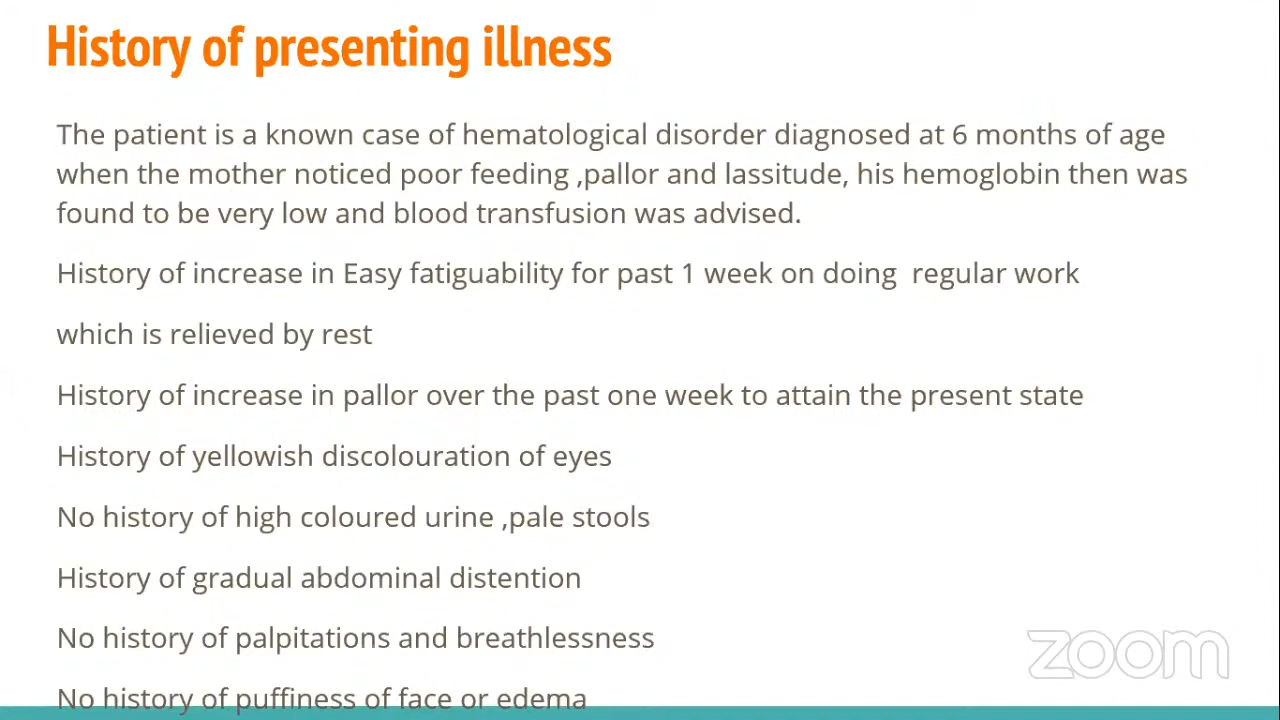 History of presenting illness
The patient is a known case of hematological disorder diagnosed at 6 months of age
when the mother noticed poor feeding ,pallor and lassitude, his hemoglobin then was
found to be very low and blood transfusion was advised.
History of increase in Easy fatiguability for past 1 week on doing  regular work
which is relieved by rest
History of increase in pallor over the past one week to attain the present state
History of yellowish discolouration of eyes
No history of high coloured urine ,pale stools
History of gradual abdominal distention
No history of palpitations and breathlessness
zoom
No history of puffiness of face or edema